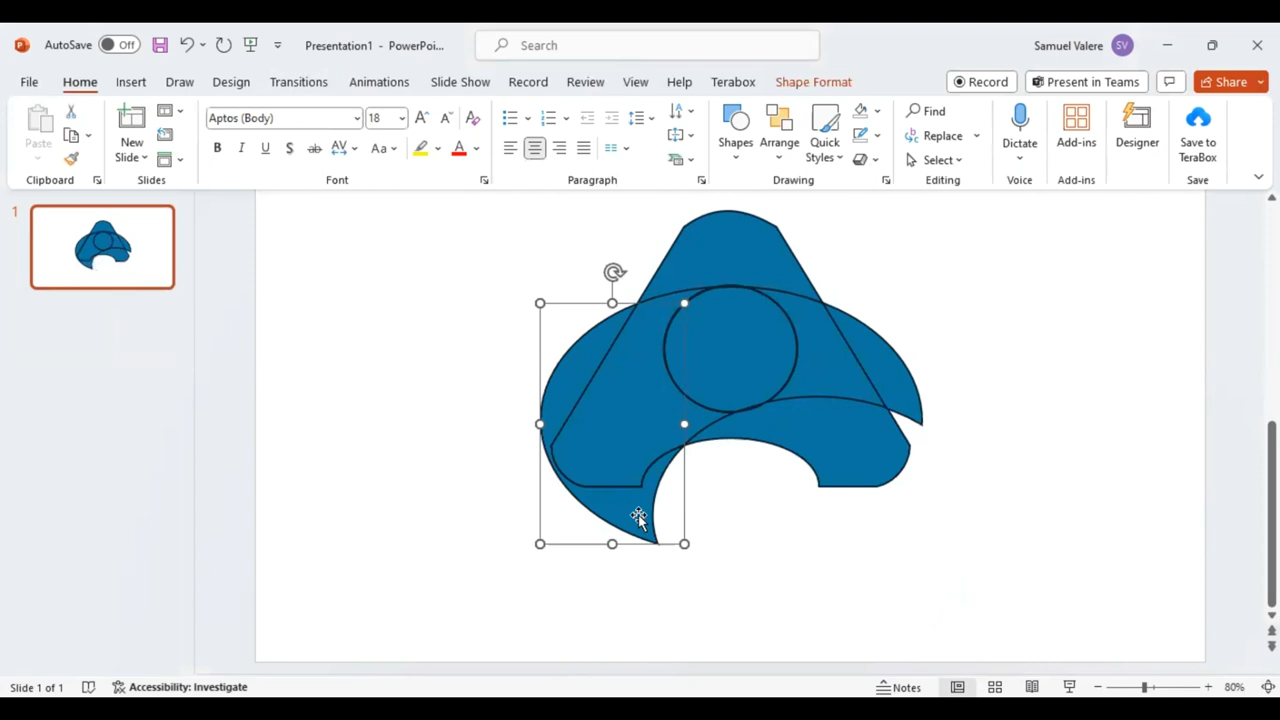 AutoSave Off Presentation1 - PowerPoi... Search Samuel Valere SV
File Home Insert Draw Design Transitions Animations Slide Show Record Review View Help Terabox Shape Format Record Present in Teams Share
Paste New Slide Aptos (Body) 18 Shapes Arrange Quick Styles Find Replace Select Dictate Add-ins Designer Save to TeraBox
Clipboard Slides Font Paragraph Drawing Editing Voice Add-ins Save
1
Slide 1 of 1 Accessibility: Investigate Notes 80%